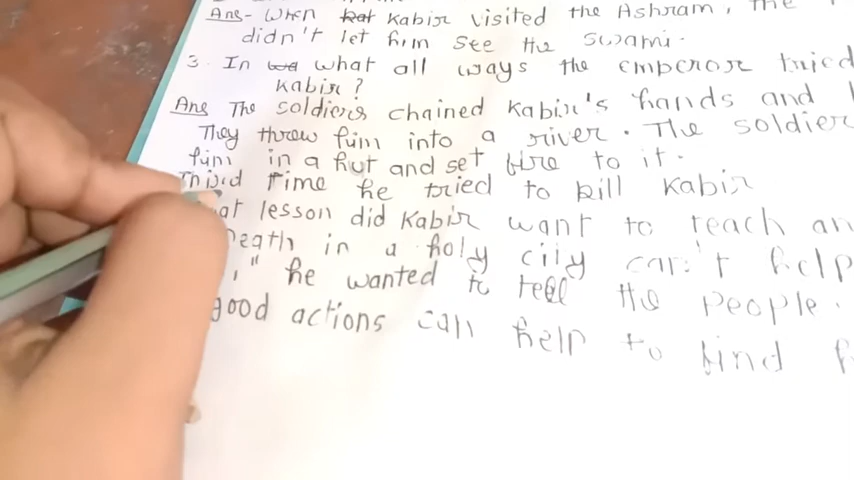 Ans- When Kabir visited the Ashram, the
didn't let him see the swami.
3. In what all ways the emperor tried
Kabir?
Ans The soldiers chained Kabir's hands and
They threw him into a river. The soldier
him in a hut and set fire to it.
Third time he tried to kill Kabir
at lesson did Kabir want to teach an
Death in a holy city can't help
" he wanted to tell the people.
good actions can help to find